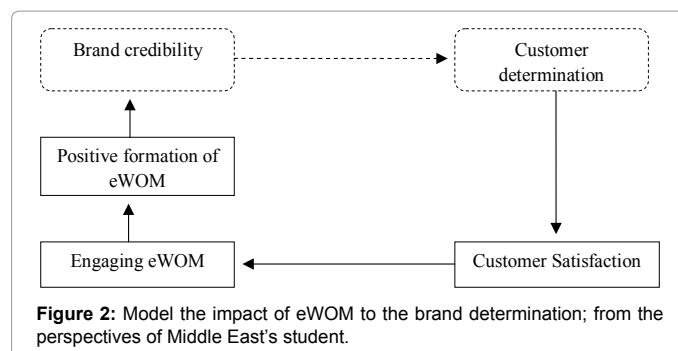 Brand credibility
Customer
determination
Positive formation of
eWOM
Engaging eWOM
Customer Satisfaction
Figure 2: Model the impact of eWOM to the brand determination; from the
perspectives of Middle East's student.